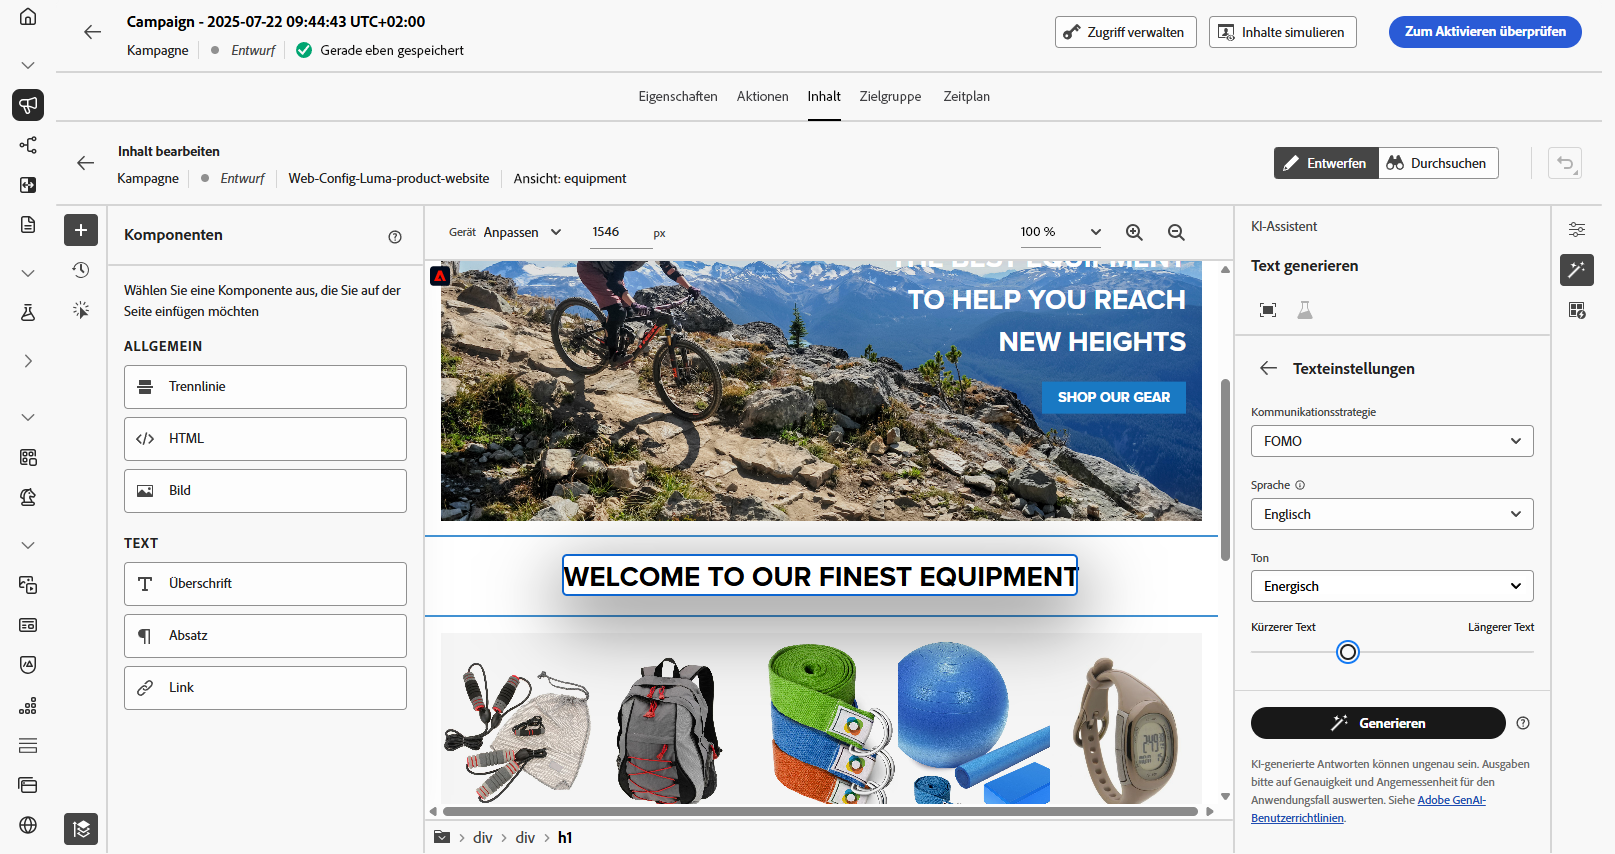 Campaign - 2025-07-22 09:44:43 UTC+02:00
Kampagne
Entwurf
Gerade eben gespeichert
Zugriff verwalten
Inhalte simulieren
Zum Aktivieren überprüfen
Eigenschaften
Aktionen
Inhalt
Zielgruppe
Zeitplan
Inhalt bearbeiten
Kampagne
Entwurf
Web-Config-Luma-product-website
Ansicht: equipment
Entwerfen
Durchsuchen
Komponenten
Wählen Sie eine Komponente aus, die Sie auf der
Seite einfügen möchten
ALLGEMEIN
Trennlinie
HTML
Bild
TEXT
Überschrift
Absatz
Link
Gerät
Anpassen
1546
px
100 %
THE BEST EQUIPMENT
TO HELP YOU REACH
NEW HEIGHTS
SHOP OUR GEAR
WELCOME TO OUR FINEST EQUIPMENT
div
div
h1
KI-Assistent
Text generieren
Texteinstellungen
Kommunikationsstrategie
FOMO
Sprache
Englisch
Ton
Energisch
Kürzerer Text
Längerer Text
Generieren
KI-generierte Antworten können ungenau sein. Ausgaben
bitte auf Genauigkeit und Angemessenheit für den
Anwendungsfall auswerten. Siehe Adobe GenAI-
Benutzerrichtlinien.